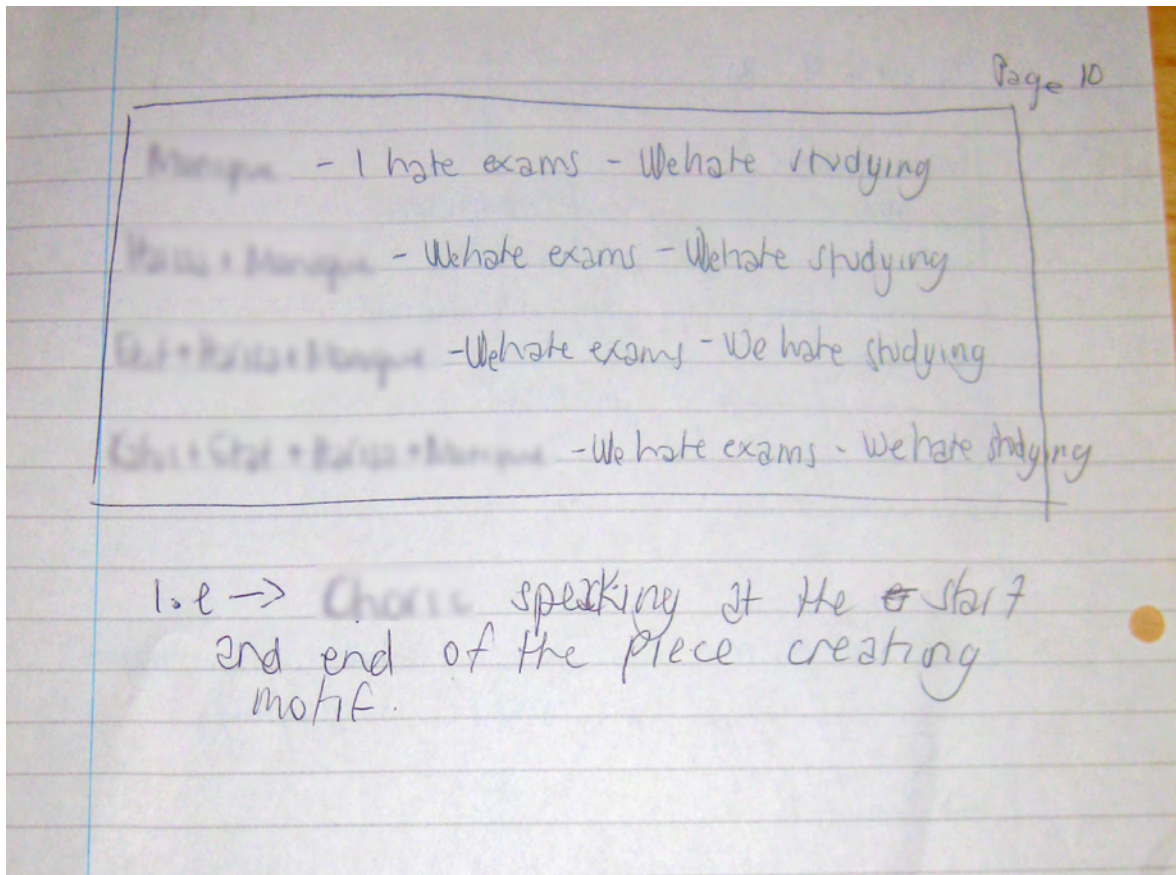 Page 10
- I hate exams - We hate studying
- We hate exams - We hate studying
- We hate exams - We hate studying
- We hate exams - We hate studying
i.e → speaking at the start
and end of the piece creating
motif.